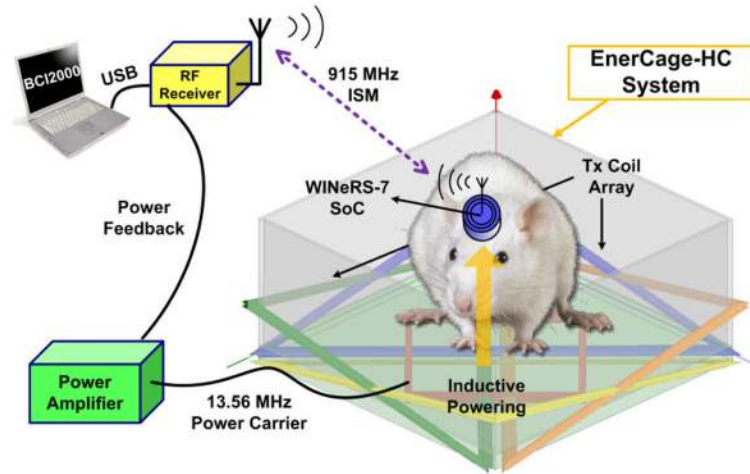 BCI2000
USB
RF
Receiver
915 MHz
ISM
EnerCage-HC
System
WINeRS-7
SoC
Tx Coil
Array
Power
Feedback
Power
Amplifier
13.56 MHz
Power Carrier
Inductive
Powering